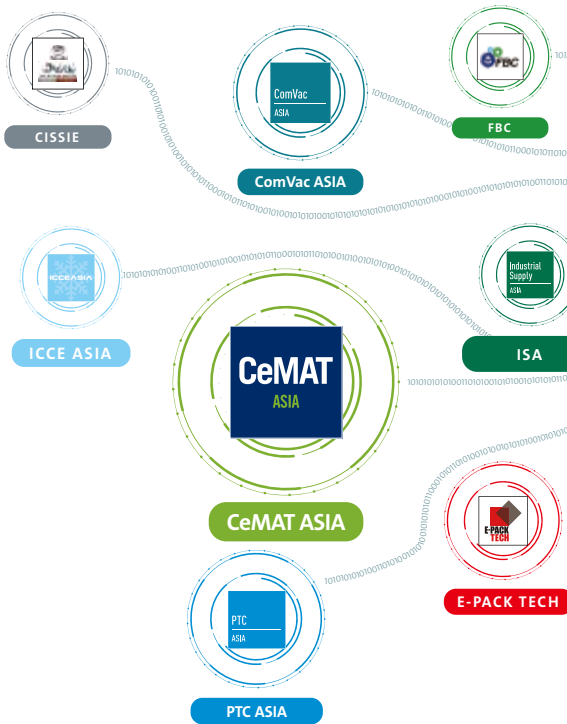 FBC
CISSIE
FBC
ComVac
ASIA
ComVac ASIA
ICCEASIA
Industrial
Supply
ASIA
ICCE ASIA
ISA
CeMAT
ASIA
CeMAT ASIA
E-PACK
TECH
E-PACK TECH
PTC
ASIA
PTC ASIA